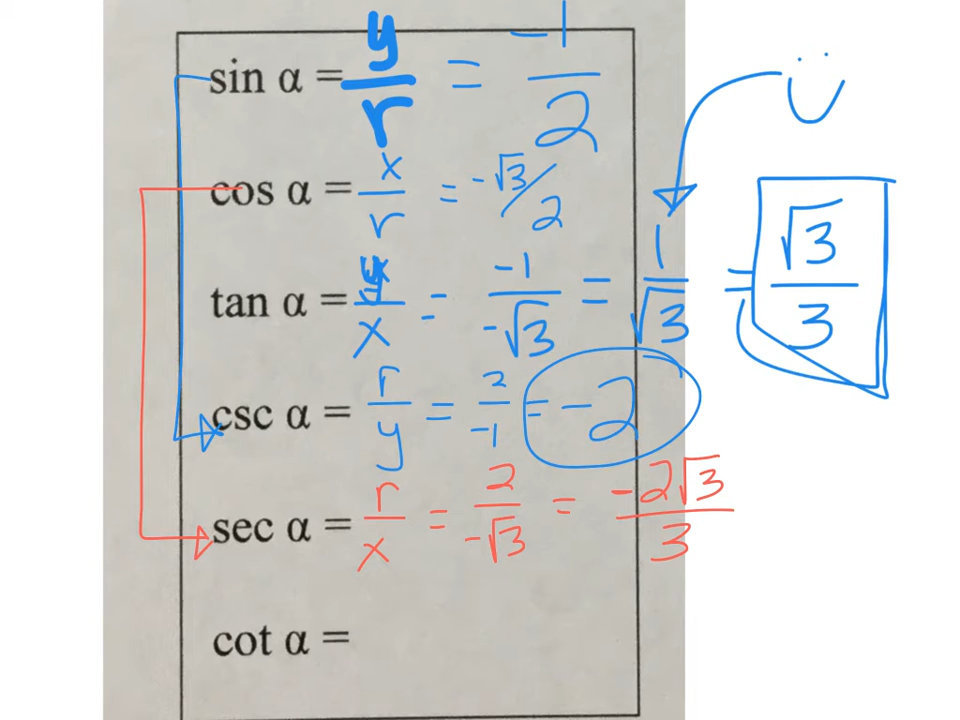 sin α = y/r = -1/2
cos α = x/r = -√3/2
tan α = y/x = -1/-√3 = 1/√3 = √3/3
csc α = r/y = 2/-1 = -2
sec α = r/x = 2/-√3 = -2√3/3
cot α =